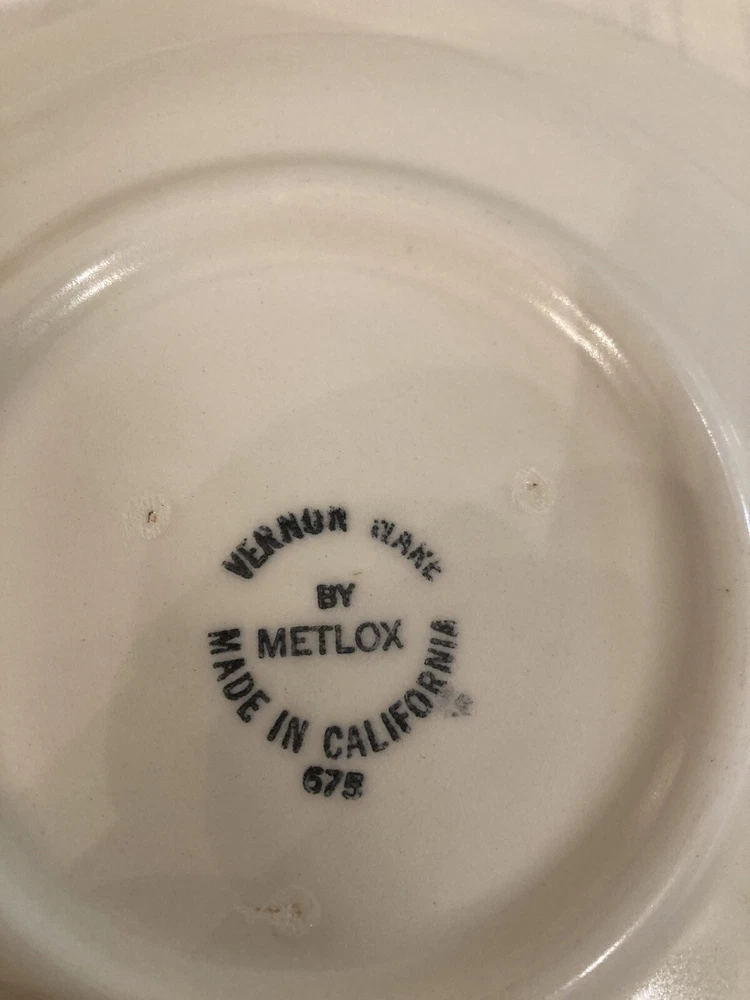 VERNON WARE
BY
METLOX
MADE IN CALIFORNIA
675